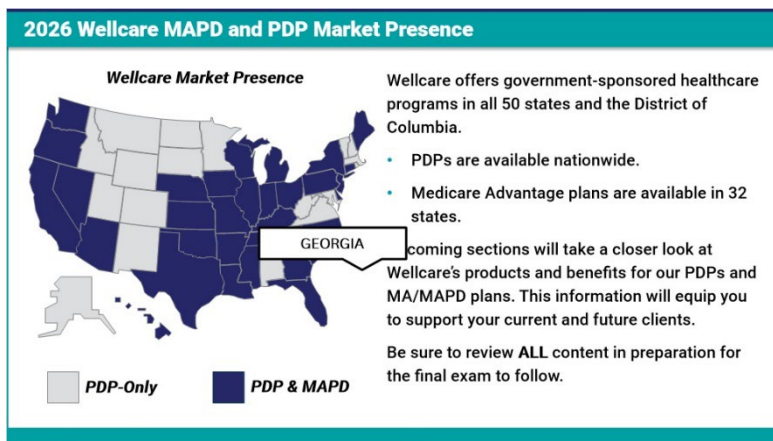 2026 Wellcare MAPD and PDP Market Presence
Wellcare Market Presence
GEORGIA
PDP-Only
PDP & MAPD
Wellcare offers government-sponsored healthcare
programs in all 50 states and the District of
Columbia.
• PDPs are available nationwide.
• Medicare Advantage plans are available in 32
states.
coming sections will take a closer look at
Wellcare's products and benefits for our PDPs and
MA/MAPD plans. This information will equip you
to support your current and future clients.
Be sure to review ALL content in preparation for
the final exam to follow.